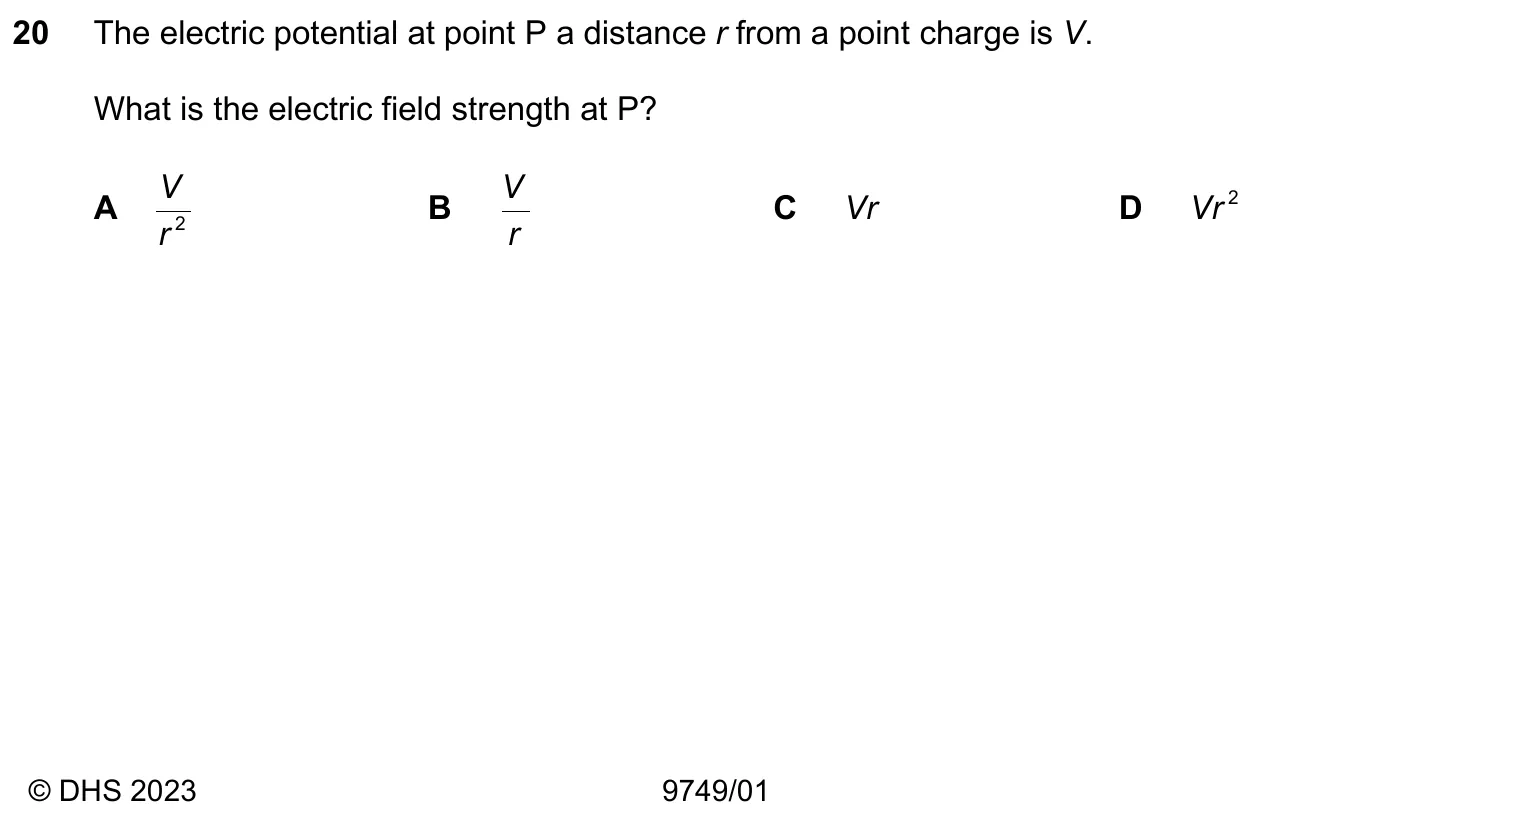 20 The electric potential at point P a distance r from a point charge is V.
What is the electric field strength at P?
A V/r² B V/r C Vr D Vr²
© DHS 2023 9749/01